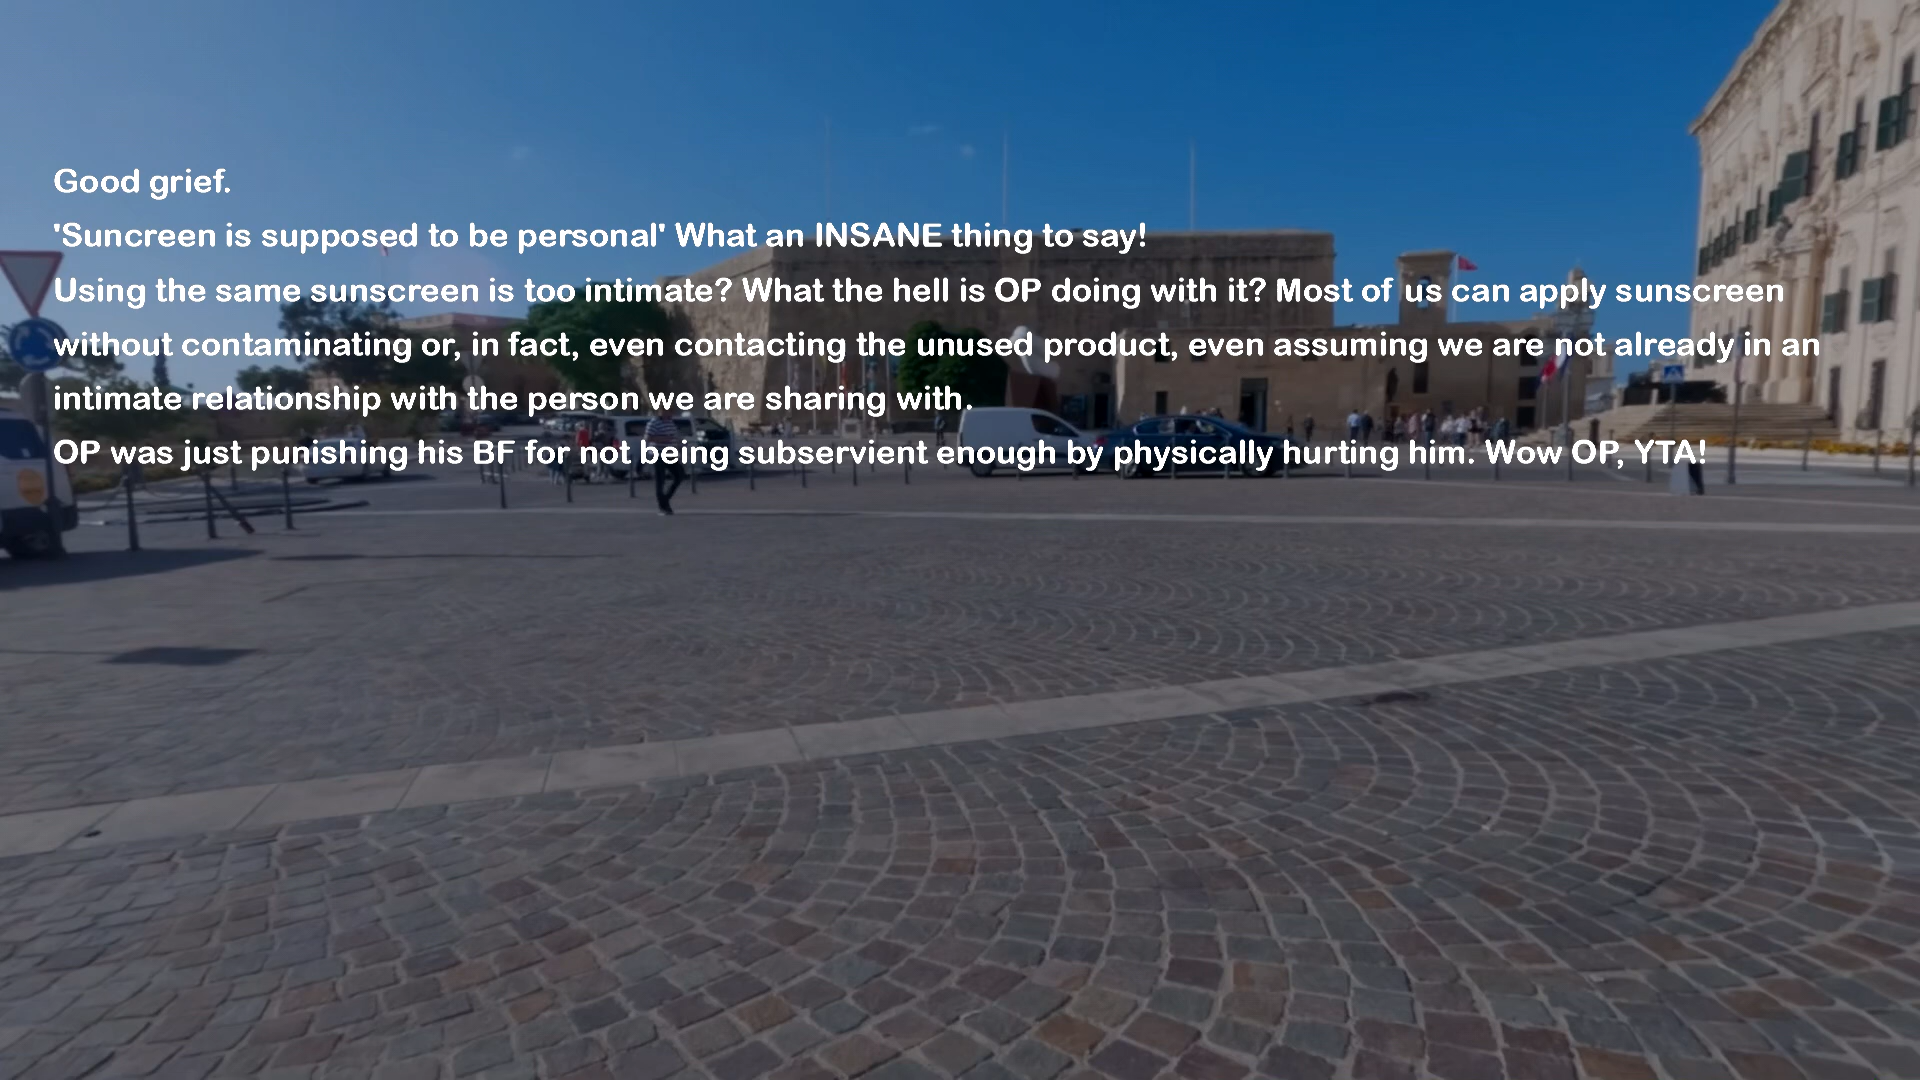 Good grief.
'Suncreen is supposed to be personal' What an INSANE thing to say!
Using the same sunscreen is too intimate? What the hell is OP doing with it? Most of us can apply sunscreen
without contaminating or, in fact, even contacting the unused product, even assuming we are not already in an
intimate relationship with the person we are sharing with.
OP was just punishing his BF for not being subservient enough by physically hurting him. Wow OP, YTA!